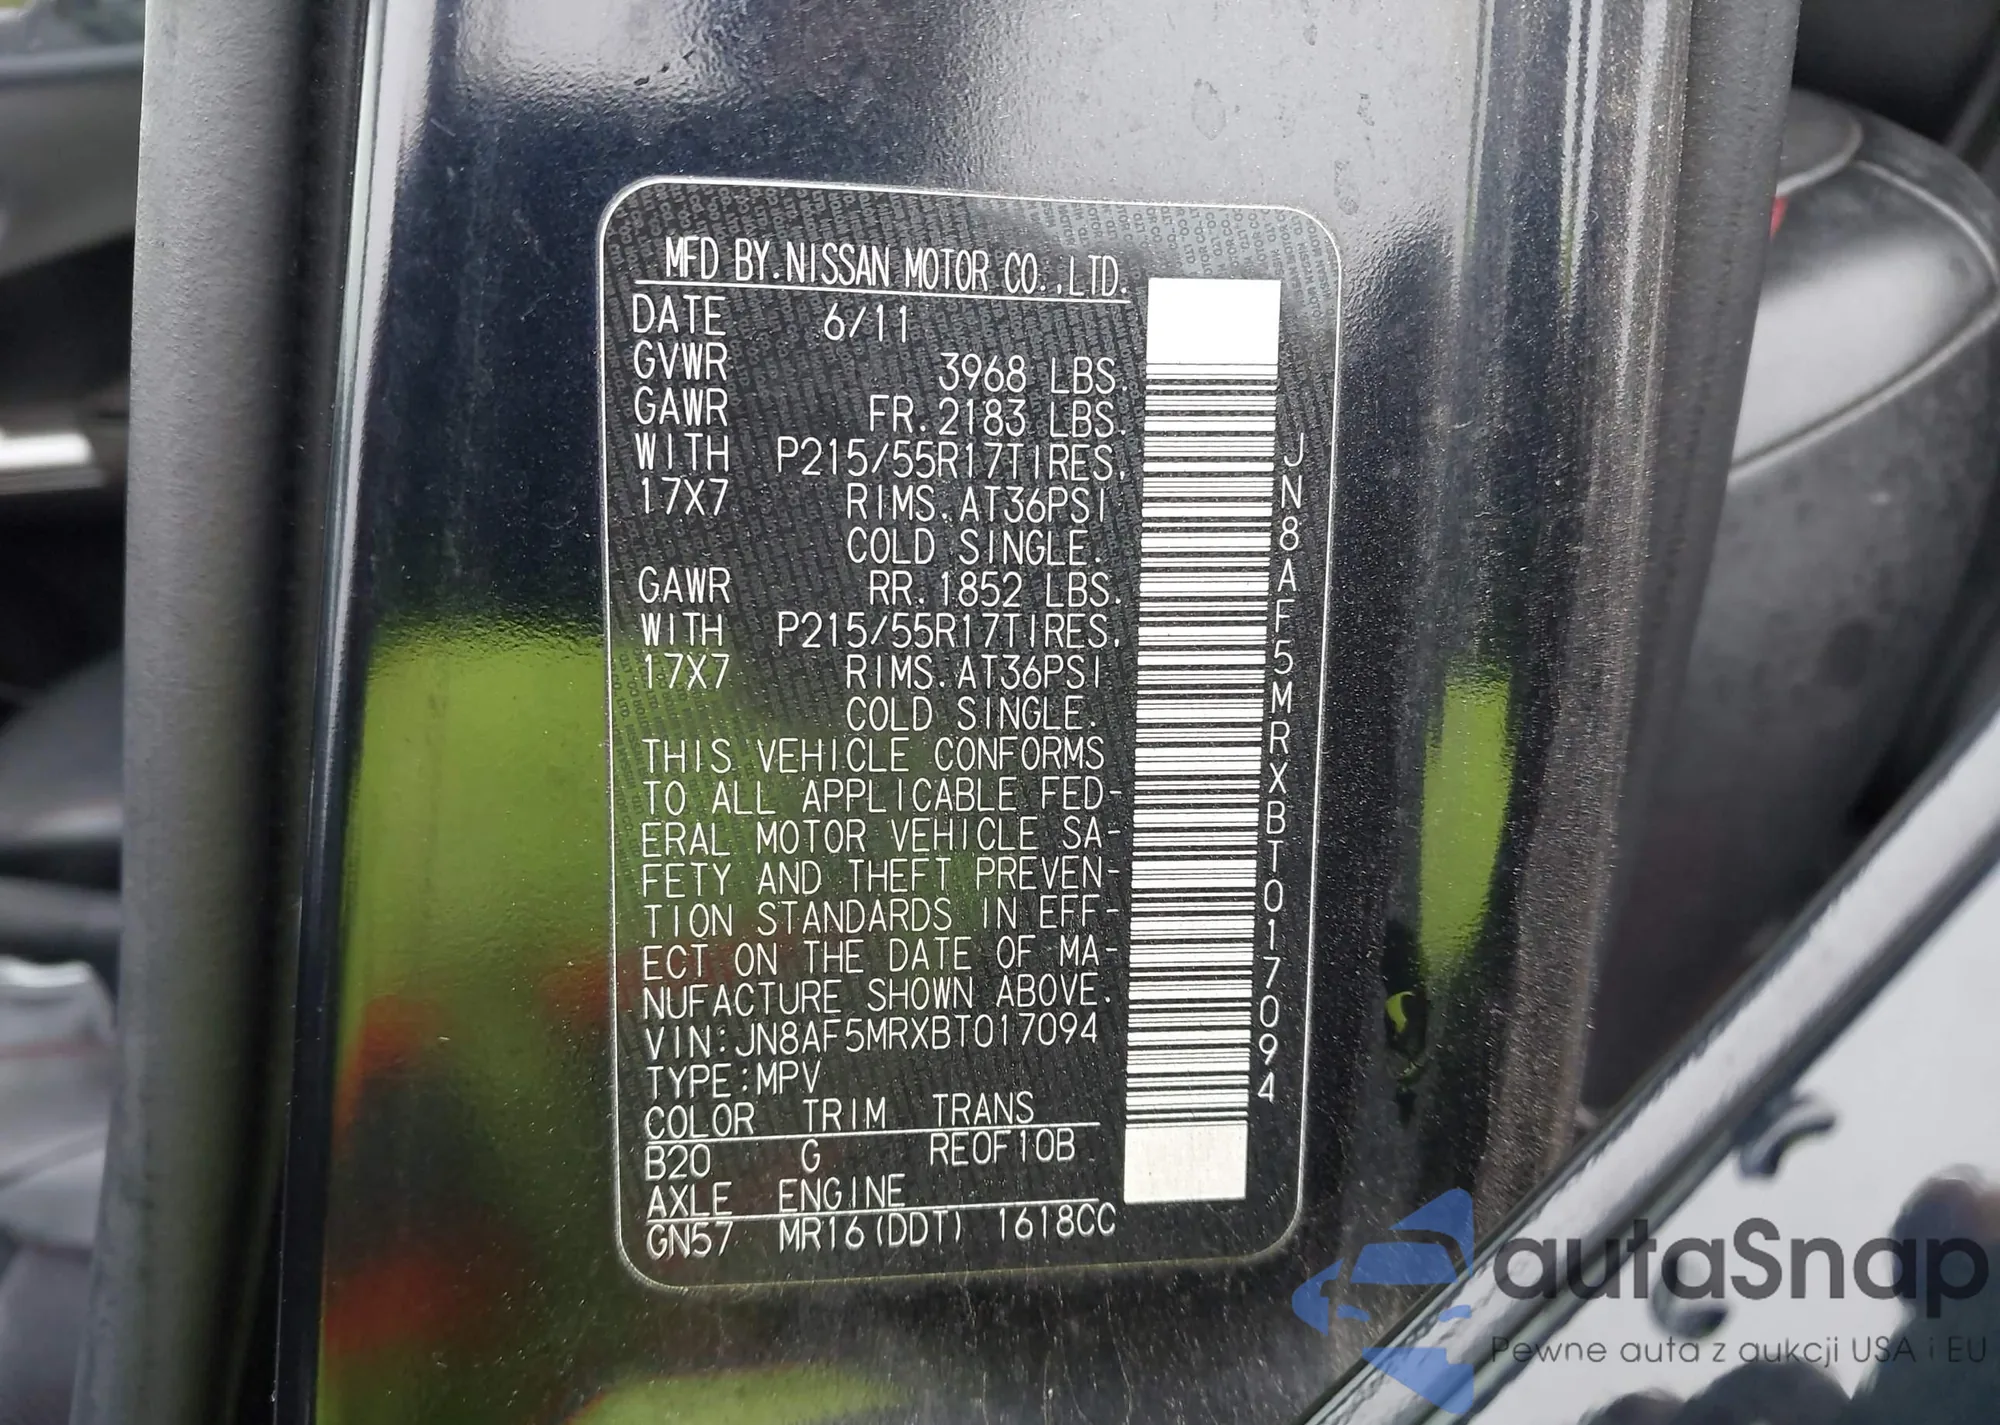 MFD BY.NISSAN MOTOR CO.,LTD.
DATE 6/11
GVWR 3968 LBS.
GAWR FR.2183 LBS.
WITH P215/55R17TIRES,
17X7 RIMS.AT36PSI
COLD SINGLE.
GAWR RR.1852 LBS.
WITH P215/55R17TIRES,
17X7 RIMS.AT36PSI
COLD SINGLE.
THIS VEHICLE CONFORMS
TO ALL APPLICABLE FED-
ERAL MOTOR VEHICLE SA-
FETY AND THEFT PREVEN-
TION STANDARDS IN EFF-
ECT ON THE DATE OF MA-
NUFACTURE SHOWN ABOVE.
VIN:JN8AF5MRXBT017094
TYPE:MPV
COLOR TRIM TRANS
B20 G RE0F10B
AXLE ENGINE
GN57 MR16(DDT) 1618CC
JN8AF5MRXBT017094
autaSnap
Pewne auta z aukcji USA i EU